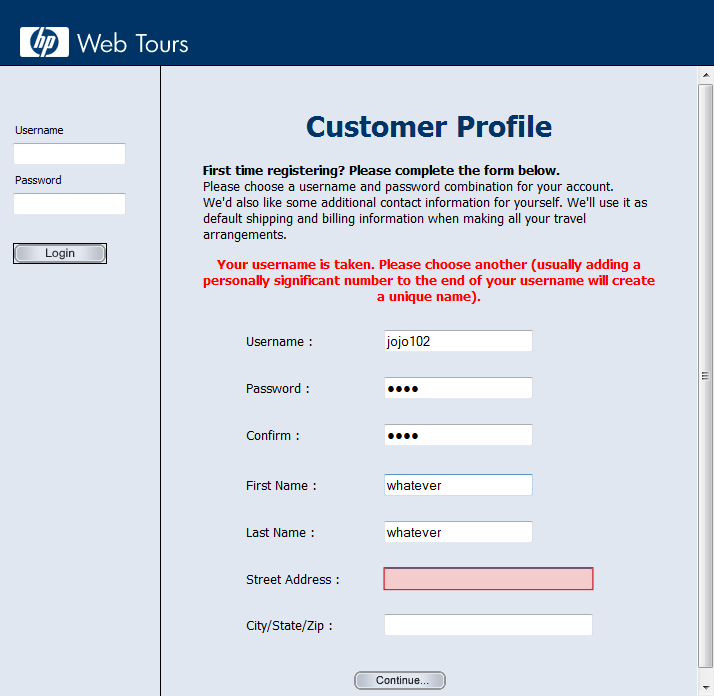 hp Web Tours
Username
Password
Login
Customer Profile
First time registering? Please complete the form below.
Please choose a username and password combination for your account.
We'd also like some additional contact information for yourself. We'll use it as
default shipping and billing information when making all your travel
arrangements.
Your username is taken. Please choose another (usually adding a
personally significant number to the end of your username will create
a unique name).
Username : jojo102
Password : ●●●●
Confirm : ●●●●
First Name : whatever
Last Name : whatever
Street Address :
City/State/Zip :
Continue...